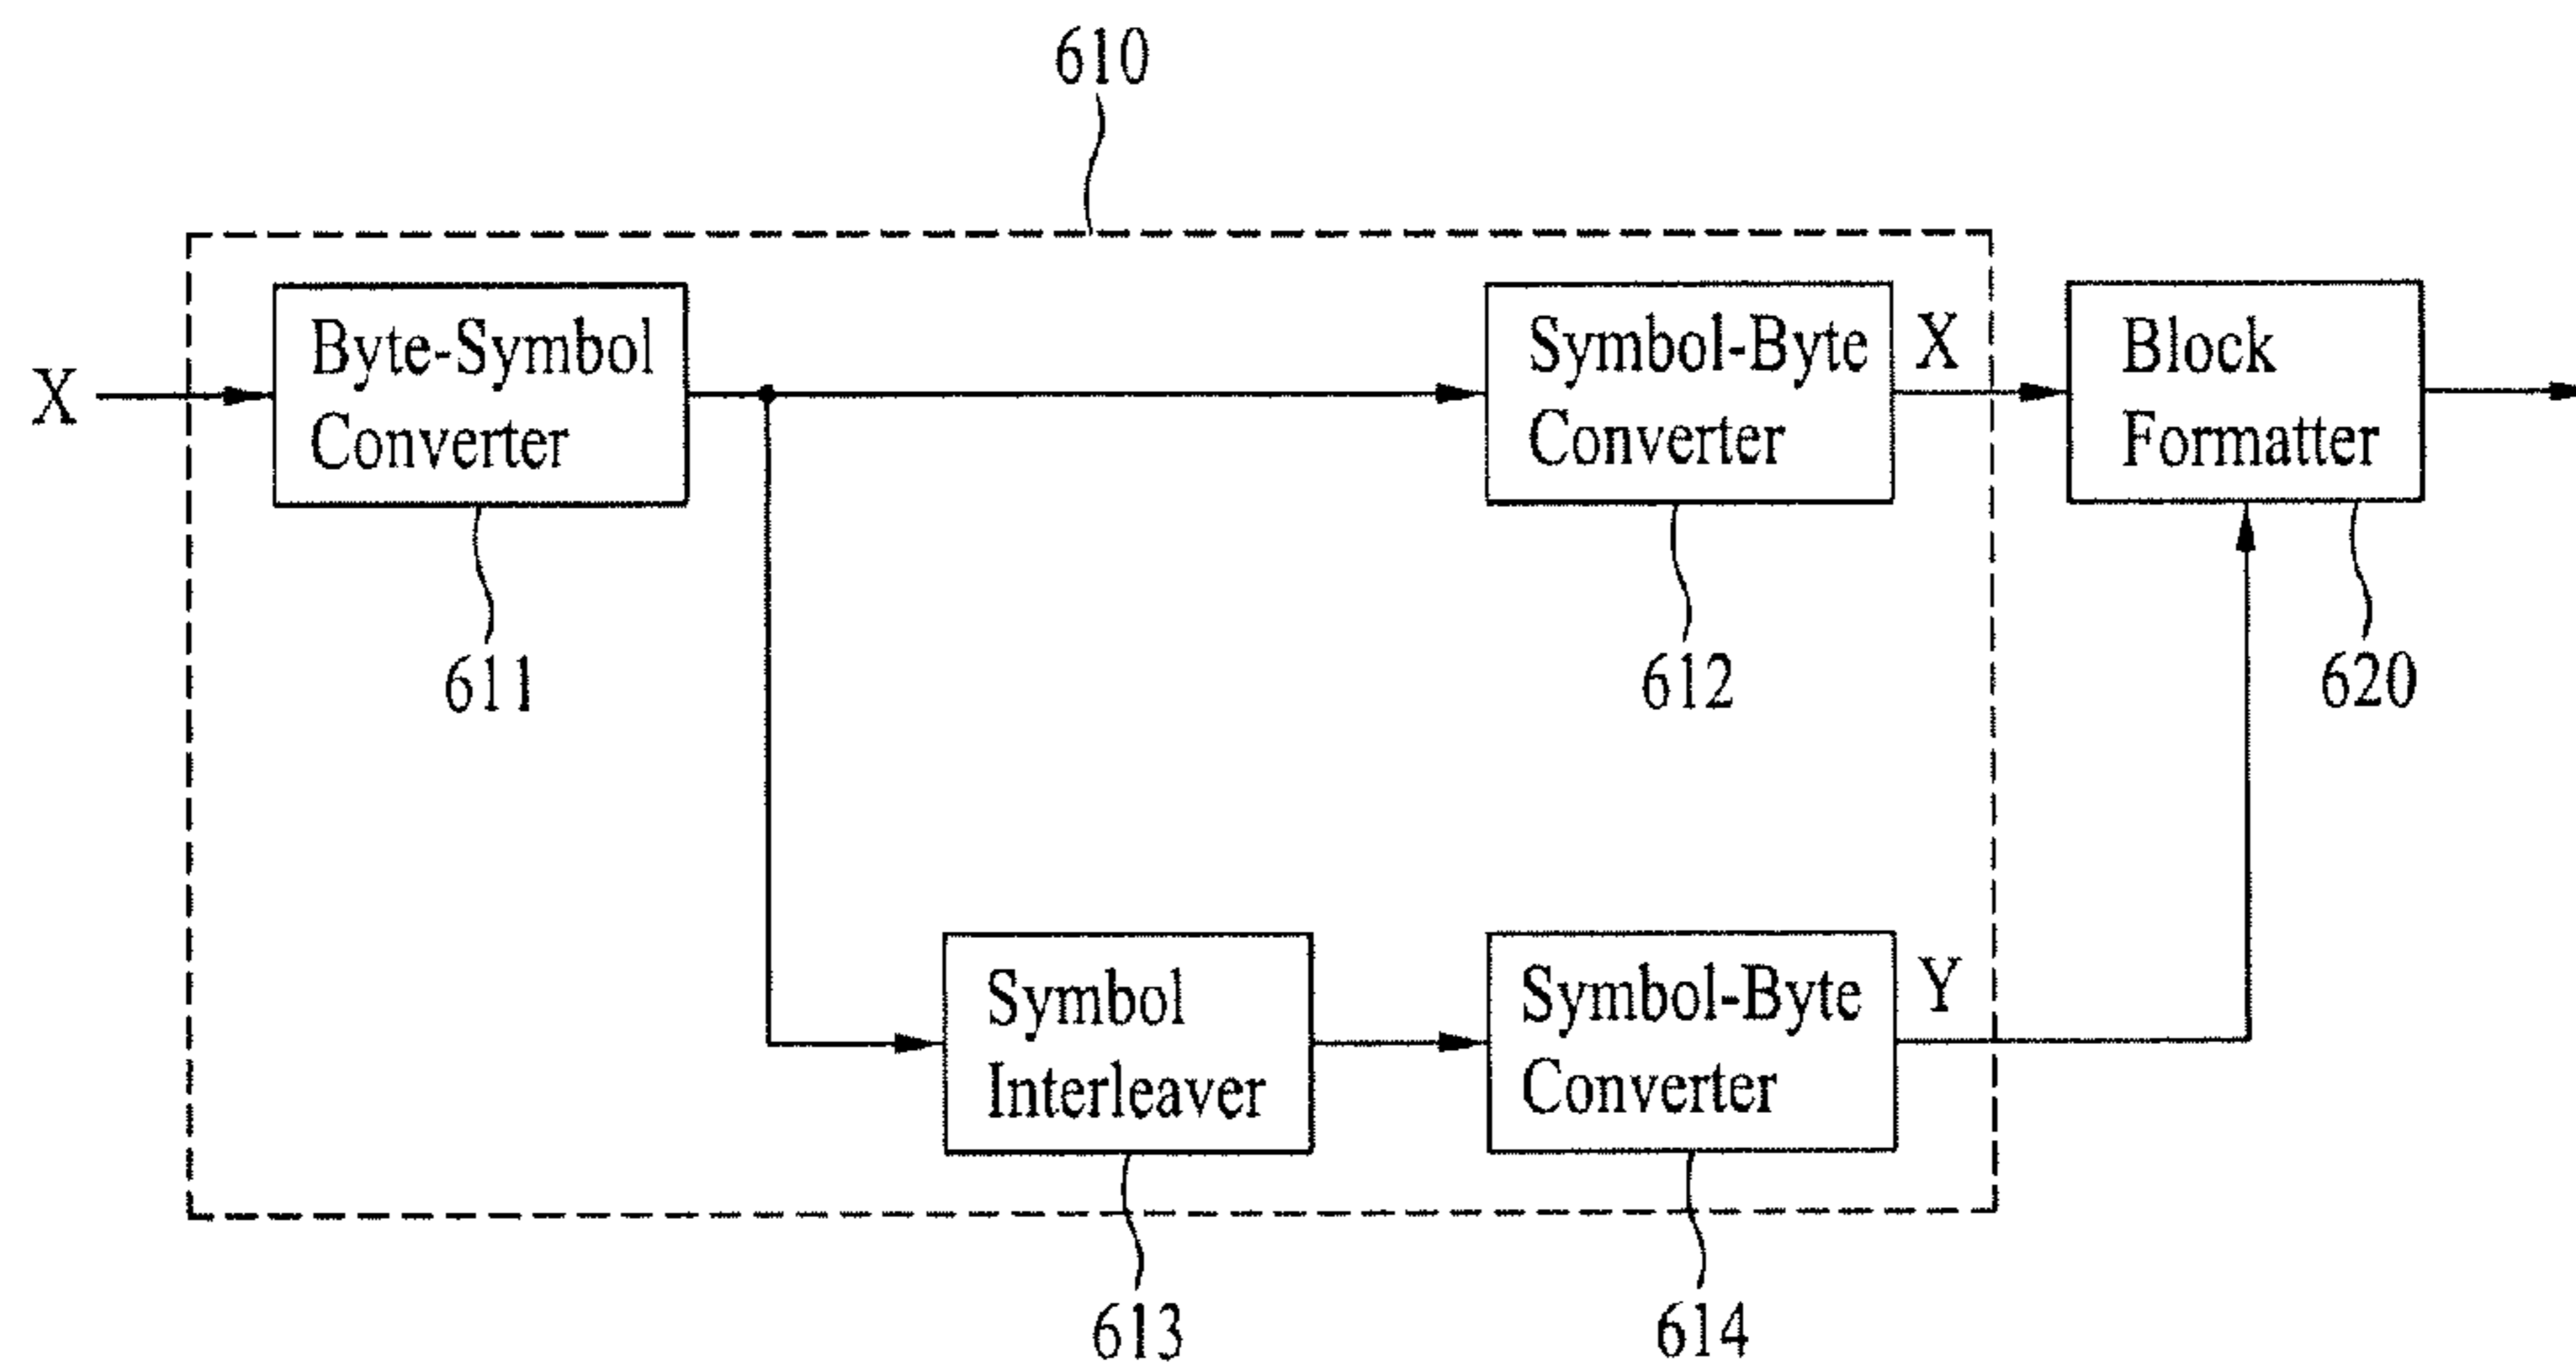 610
X
Byte-Symbol
Converter
611
Symbol-Byte
Converter
612
X
Block
Formatter
620
Symbol
Interleaver
613
Symbol-Byte
Converter
614
Y